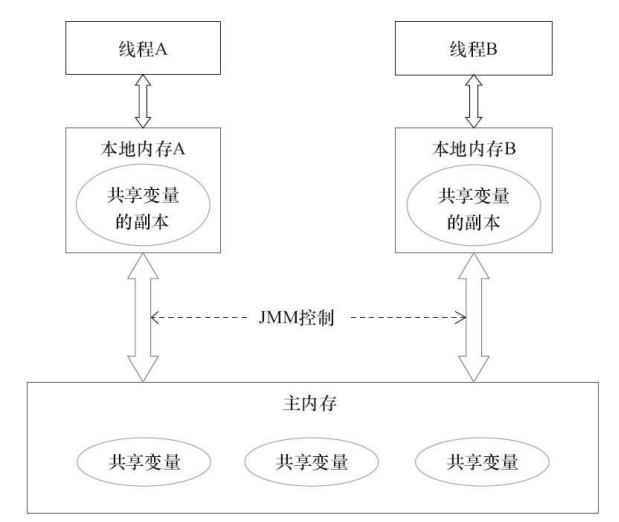 线程A
线程B
本地内存A
本地内存B
共享变量
的副本
共享变量
的副本
JMM控制
主内存
共享变量
共享变量
共享变量